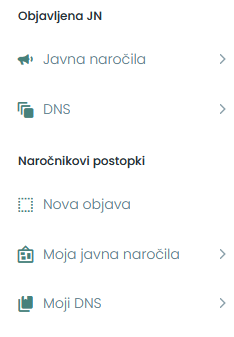 Objavljena JN
Javna naročila
DNS
Naročnikovi postopki
Nova objava
Moja javna naročila
Moji DNS